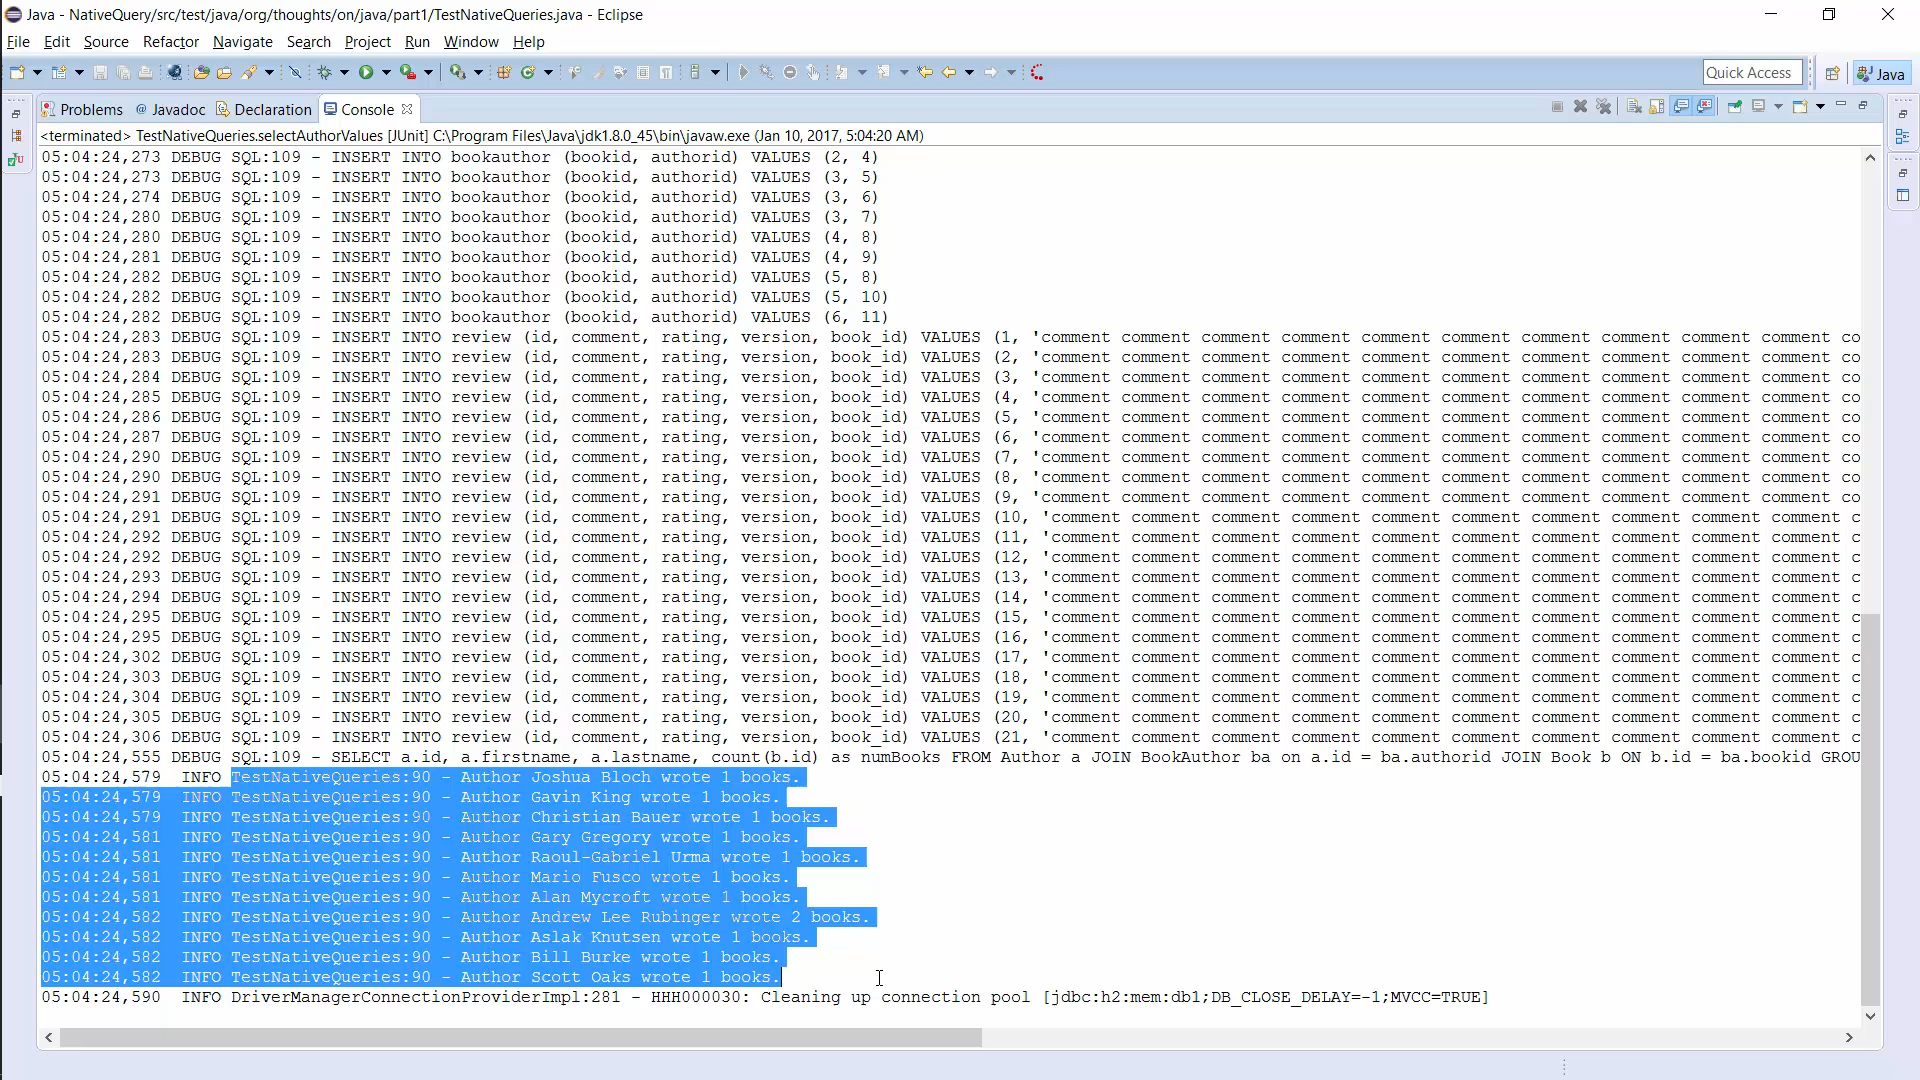 Java - NativeQuery/src/test/java/org/thoughts/on/java/part1/TestNativeQueries.java - Eclipse
File Edit Source Refactor Navigate Search Project Run Window Help
Quick Access Java
Problems Javadoc Declaration Console
<terminated> TestNativeQueries.selectAuthorValues [JUnit] C:\Program Files\Java\jdk1.8.0_45\bin\javaw.exe (Jan 10, 2017, 5:04:20 AM)
05:04:24,273 DEBUG SQL:109 - INSERT INTO bookauthor (bookid, authorid) VALUES (2, 4)
05:04:24,273 DEBUG SQL:109 - INSERT INTO bookauthor (bookid, authorid) VALUES (3, 5)
05:04:24,274 DEBUG SQL:109 - INSERT INTO bookauthor (bookid, authorid) VALUES (3, 6)
05:04:24,280 DEBUG SQL:109 - INSERT INTO bookauthor (bookid, authorid) VALUES (3, 7)
05:04:24,280 DEBUG SQL:109 - INSERT INTO bookauthor (bookid, authorid) VALUES (4, 8)
05:04:24,281 DEBUG SQL:109 - INSERT INTO bookauthor (bookid, authorid) VALUES (4, 9)
05:04:24,282 DEBUG SQL:109 - INSERT INTO bookauthor (bookid, authorid) VALUES (5, 8)
05:04:24,282 DEBUG SQL:109 - INSERT INTO bookauthor (bookid, authorid) VALUES (5, 10)
05:04:24,282 DEBUG SQL:109 - INSERT INTO bookauthor (bookid, authorid) VALUES (6, 11)
05:04:24,283 DEBUG SQL:109 - INSERT INTO review (id, comment, rating, version, book_id) VALUES (1, 'comment comment comment comment comment comment comment comment comment comment co
05:04:24,283 DEBUG SQL:109 - INSERT INTO review (id, comment, rating, version, book_id) VALUES (2, 'comment comment comment comment comment comment comment comment comment comment co
05:04:24,284 DEBUG SQL:109 - INSERT INTO review (id, comment, rating, version, book_id) VALUES (3, 'comment comment comment comment comment comment comment comment comment comment co
05:04:24,285 DEBUG SQL:109 - INSERT INTO review (id, comment, rating, version, book_id) VALUES (4, 'comment comment comment comment comment comment comment comment comment comment co
05:04:24,286 DEBUG SQL:109 - INSERT INTO review (id, comment, rating, version, book_id) VALUES (5, 'comment comment comment comment comment comment comment comment comment comment co
05:04:24,287 DEBUG SQL:109 - INSERT INTO review (id, comment, rating, version, book_id) VALUES (6, 'comment comment comment comment comment comment comment comment comment comment co
05:04:24,290 DEBUG SQL:109 - INSERT INTO review (id, comment, rating, version, book_id) VALUES (7, 'comment comment comment comment comment comment comment comment comment comment co
05:04:24,290 DEBUG SQL:109 - INSERT INTO review (id, comment, rating, version, book_id) VALUES (8, 'comment comment comment comment comment comment comment comment comment comment co
05:04:24,291 DEBUG SQL:109 - INSERT INTO review (id, comment, rating, version, book_id) VALUES (9, 'comment comment comment comment comment comment comment comment comment comment co
05:04:24,291 DEBUG SQL:109 - INSERT INTO review (id, comment, rating, version, book_id) VALUES (10, 'comment comment comment comment comment comment comment comment comment comment c
05:04:24,292 DEBUG SQL:109 - INSERT INTO review (id, comment, rating, version, book_id) VALUES (11, 'comment comment comment comment comment comment comment comment comment comment c
05:04:24,292 DEBUG SQL:109 - INSERT INTO review (id, comment, rating, version, book_id) VALUES (12, 'comment comment comment comment comment comment comment comment comment comment c
05:04:24,293 DEBUG SQL:109 - INSERT INTO review (id, comment, rating, version, book_id) VALUES (13, 'comment comment comment comment comment comment comment comment comment comment c
05:04:24,294 DEBUG SQL:109 - INSERT INTO review (id, comment, rating, version, book_id) VALUES (14, 'comment comment comment comment comment comment comment comment comment comment c
05:04:24,295 DEBUG SQL:109 - INSERT INTO review (id, comment, rating, version, book_id) VALUES (15, 'comment comment comment comment comment comment comment comment comment comment c
05:04:24,295 DEBUG SQL:109 - INSERT INTO review (id, comment, rating, version, book_id) VALUES (16, 'comment comment comment comment comment comment comment comment comment comment c
05:04:24,302 DEBUG SQL:109 - INSERT INTO review (id, comment, rating, version, book_id) VALUES (17, 'comment comment comment comment comment comment comment comment comment comment c
05:04:24,303 DEBUG SQL:109 - INSERT INTO review (id, comment, rating, version, book_id) VALUES (18, 'comment comment comment comment comment comment comment comment comment comment c
05:04:24,304 DEBUG SQL:109 - INSERT INTO review (id, comment, rating, version, book_id) VALUES (19, 'comment comment comment comment comment comment comment comment comment comment c
05:04:24,305 DEBUG SQL:109 - INSERT INTO review (id, comment, rating, version, book_id) VALUES (20, 'comment comment comment comment comment comment comment comment comment comment c
05:04:24,306 DEBUG SQL:109 - INSERT INTO review (id, comment, rating, version, book_id) VALUES (21, 'comment comment comment comment comment comment comment comment comment comment c
05:04:24,555 DEBUG SQL:109 - SELECT a.id, a.firstname, a.lastname, count(b.id) as numBooks FROM Author a JOIN BookAuthor ba on a.id = ba.authorid JOIN Book b ON b.id = ba.bookid GROU
05:04:24,579 INFO TestNativeQueries:90 - Author Joshua Bloch wrote 1 books.
05:04:24,579 INFO TestNativeQueries:90 - Author Gavin King wrote 1 books.
05:04:24,579 INFO TestNativeQueries:90 - Author Christian Bauer wrote 1 books.
05:04:24,581 INFO TestNativeQueries:90 - Author Gary Gregory wrote 1 books.
05:04:24,581 INFO TestNativeQueries:90 - Author Raoul-Gabriel Urma wrote 1 books.
05:04:24,581 INFO TestNativeQueries:90 - Author Mario Fusco wrote 1 books.
05:04:24,581 INFO TestNativeQueries:90 - Author Alan Mycroft wrote 1 books.
05:04:24,582 INFO TestNativeQueries:90 - Author Andrew Lee Rubinger wrote 2 books.
05:04:24,582 INFO TestNativeQueries:90 - Author Aslak Knutsen wrote 1 books.
05:04:24,582 INFO TestNativeQueries:90 - Author Bill Burke wrote 1 books.
05:04:24,582 INFO TestNativeQueries:90 - Author Scott Oaks wrote 1 books.
05:04:24,590 INFO DriverManagerConnectionProviderImpl:281 - HHH000030: Cleaning up connection pool [jdbc:h2:mem:db1;DB_CLOSE_DELAY=-1;MVCC=TRUE]